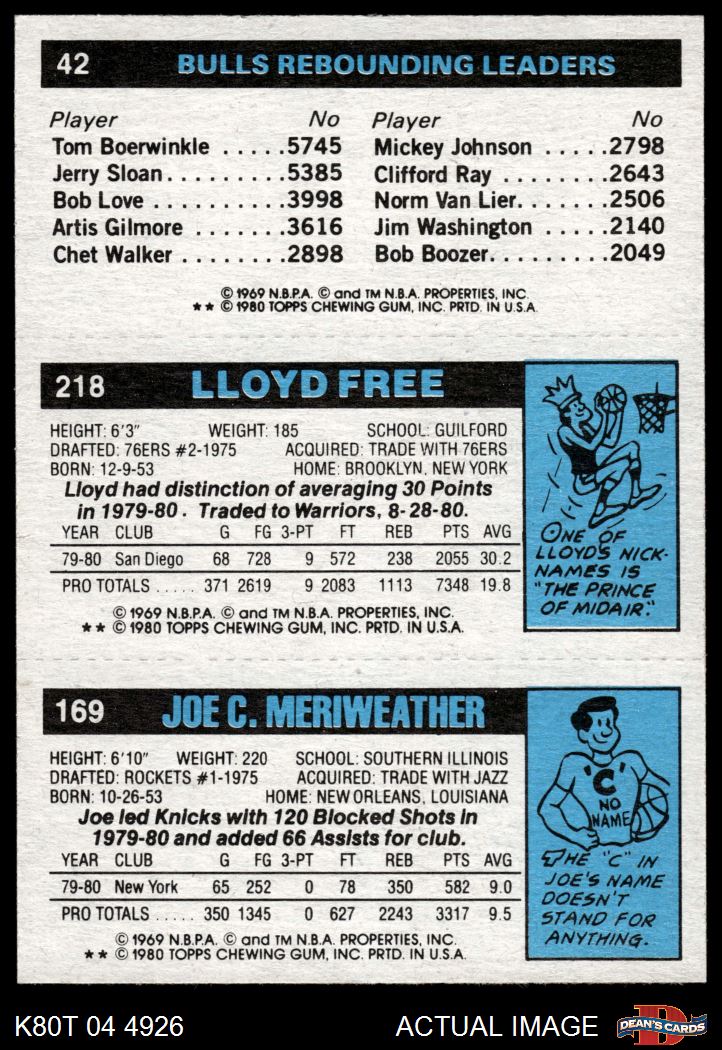 42 BULLS REBOUNDING LEADERS
Player No Player No
Tom Boerwinkle .....5745 Mickey Johnson .....2798
Jerry Sloan..........5385 Clifford Ray ........2643
Bob Love ..........3998 Norm Van Lier.......2506
Artis Gilmore .......3616 Jim Washington .....2140
Chet Walker ........2898 Bob Boozer.........2049
© 1969 N.B.P.A. © and TM N.B.A. PROPERTIES, INC.
★★ © 1980 TOPPS CHEWING GUM, INC. PRTD. IN U.S.A.
218 LLOYD FREE
HEIGHT: 6'3" WEIGHT: 185 SCHOOL: GUILFORD
DRAFTED: 76ERS #2-1975 ACQUIRED: TRADE WITH 76ERS
BORN: 12-9-53 HOME: BROOKLYN, NEW YORK
Lloyd had distinction of averaging 30 Points
in 1979-80. Traded to Warriors, 8-28-80.
YEAR CLUB G FG 3-PT FT REB PTS AVG
79-80 San Diego 68 728 9 572 238 2055 30.2
PRO TOTALS ..... 371 2619 9 2083 1113 7348 19.8
© 1969 N.B.P.A. © and TM N.B.A. PROPERTIES, INC.
★★ © 1980 TOPPS CHEWING GUM, INC. PRTD. IN U.S.A.
ONE OF
LLOYD'S NICK-
NAMES IS
"THE PRINCE
OF MIDAIR."
169 JOE C. MERIWEATHER
HEIGHT: 6'10" WEIGHT: 220 SCHOOL: SOUTHERN ILLINOIS
DRAFTED: ROCKETS #1-1975 ACQUIRED: TRADE WITH JAZZ
BORN: 10-26-53 HOME: NEW ORLEANS, LOUISIANA
Joe led Knicks with 120 Blocked Shots in
1979-80 and added 66 Assists for club.
YEAR CLUB G FG 3-PT FT REB PTS AVG
79-80 New York 65 252 0 78 350 582 9.0
PRO TOTALS ..... 350 1345 0 627 2243 3317 9.5
© 1969 N.B.P.A. © and TM N.B.A. PROPERTIES, INC.
★★ © 1980 TOPPS CHEWING GUM, INC. PRTD. IN U.S.A.
"C"
NO
NAME
THE "C" IN
JOE'S NAME
DOESN'T
STAND FOR
ANYTHING.
K80T 04 4926 ACTUAL IMAGE D DEAN'S CARDS